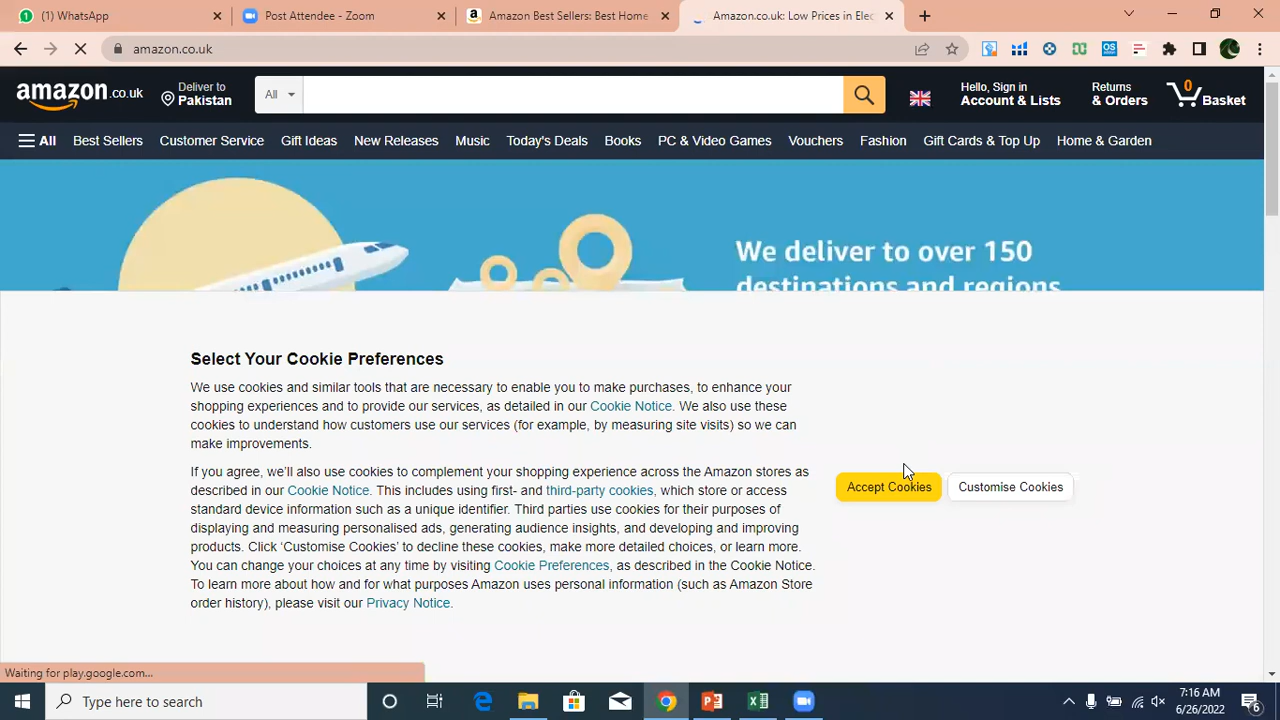 (1) WhatsApp
Post Attendee - Zoom
Amazon Best Sellers: Best Home
Amazon.co.uk: Low Prices in Elec
amazon.co.uk
amazon.co.uk
Deliver to
Pakistan
All
Hello, Sign in
Account & Lists
Returns
& Orders
0
Basket
All
Best Sellers
Customer Service
Gift Ideas
New Releases
Music
Today's Deals
Books
PC & Video Games
Vouchers
Fashion
Gift Cards & Top Up
Home & Garden
We deliver to over 150
destinations and regions
Select Your Cookie Preferences
We use cookies and similar tools that are necessary to enable you to make purchases, to enhance your
shopping experiences and to provide our services, as detailed in our Cookie Notice. We also use these
cookies to understand how customers use our services (for example, by measuring site visits) so we can
make improvements.
If you agree, we'll also use cookies to complement your shopping experience across the Amazon stores as
described in our Cookie Notice. This includes using first- and third-party cookies, which store or access
standard device information such as a unique identifier. Third parties use cookies for their purposes of
displaying and measuring personalised ads, generating audience insights, and developing and improving
products. Click 'Customise Cookies' to decline these cookies, make more detailed choices, or learn more.
You can change your choices at any time by visiting Cookie Preferences, as described in the Cookie Notice.
To learn more about how and for what purposes Amazon uses personal information (such as Amazon Store
order history), please visit our Privacy Notice.
Accept Cookies
Customise Cookies
Waiting for play.google.com...
Type here to search
7:16 AM
6/26/2022
6